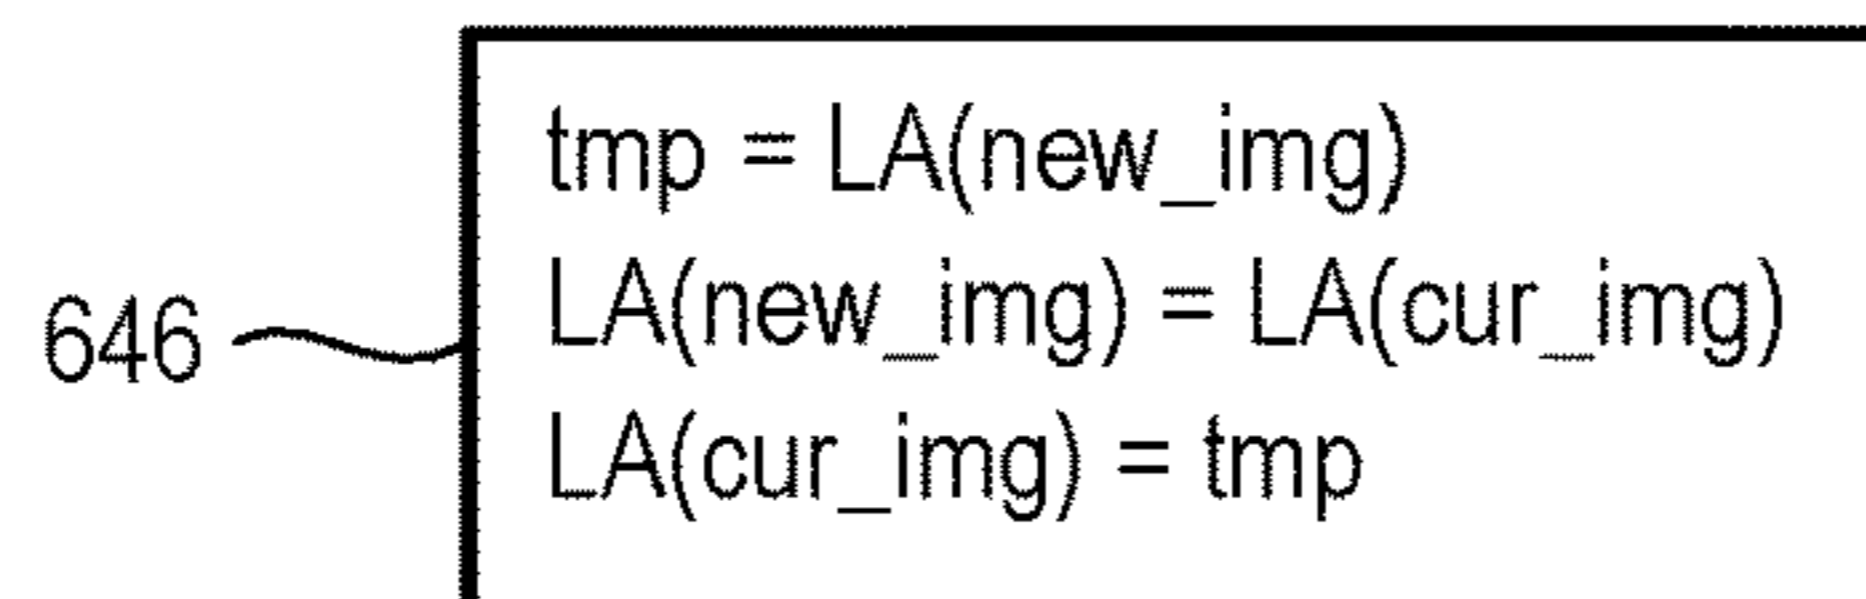 tmp = LA(new_img)
LA(new_img) = LA(cur_img)
646
LA(cur_img) = tmp